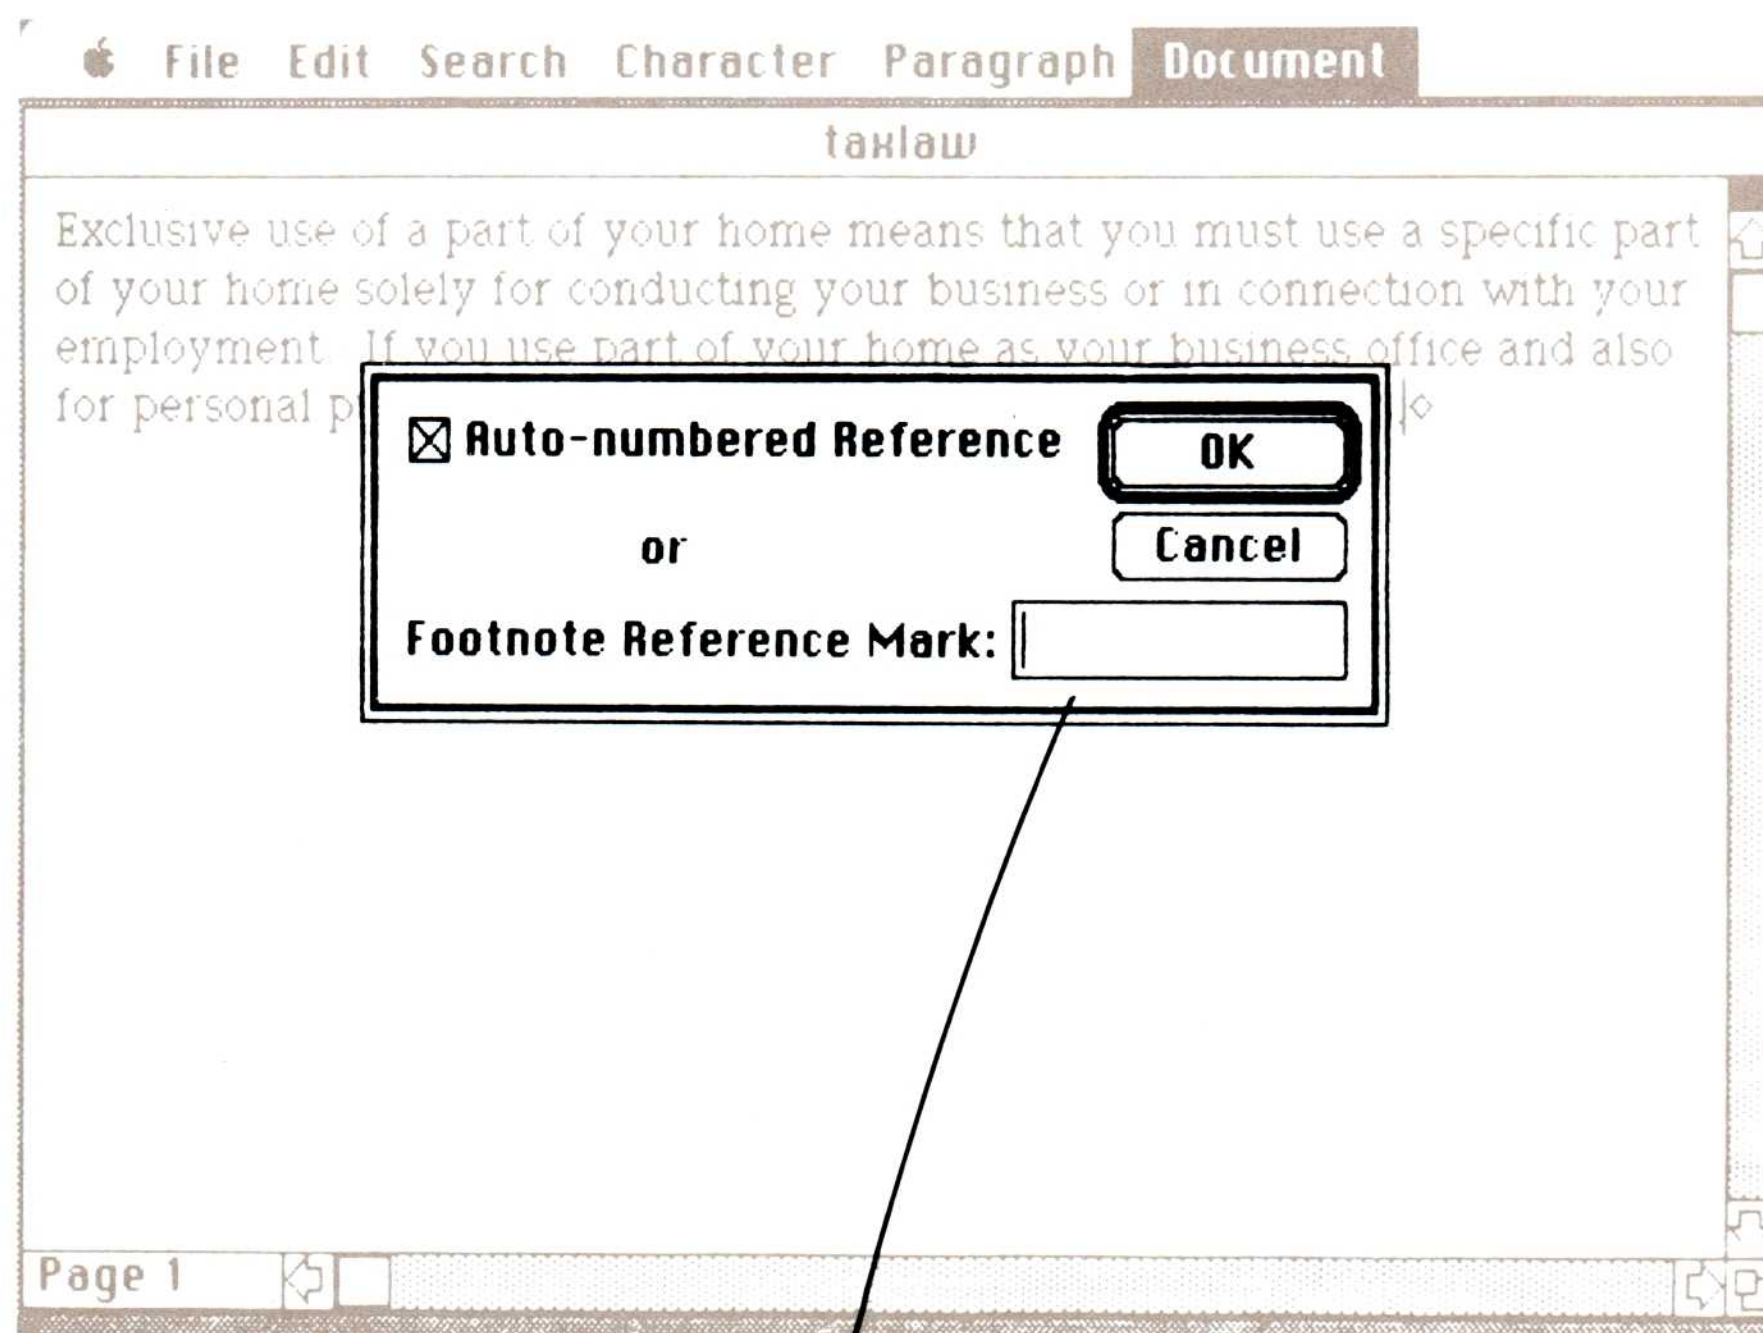 File Edit Search Character Paragraph Document
taxlaw
Exclusive use of a part of your home means that you must use a specific part
of your home solely for conducting your business or in connection with your
employment. If you use part of your home as your business office and also
for personal p
Auto-numbered Reference
OK
or
Cancel
Footnote Reference Mark:
Page 1